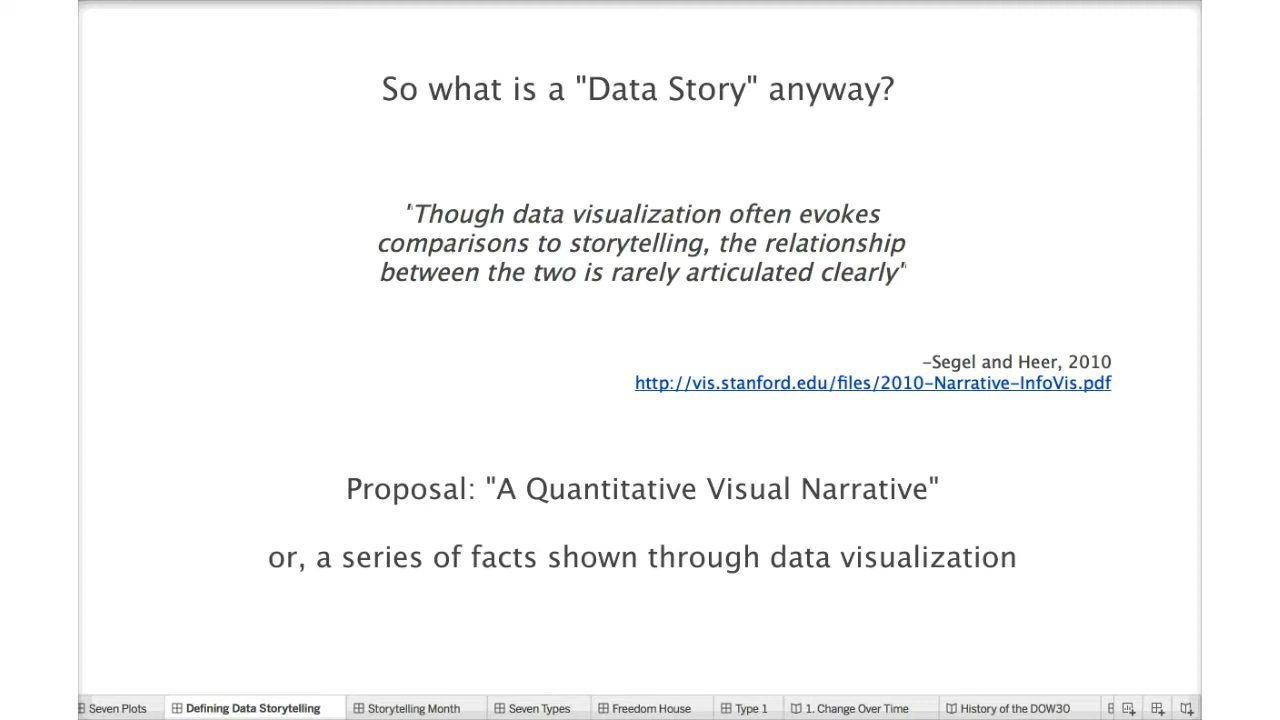 So what is a "Data Story" anyway?
"Though data visualization often evokes
comparisons to storytelling, the relationship
between the two is rarely articulated clearly"
–Segel and Heer, 2010
http://vis.stanford.edu/files/2010-Narrative-InfoVis.pdf
Proposal: "A Quantitative Visual Narrative"
or, a series of facts shown through data visualization
Seven Plots Defining Data Storytelling Storytelling Month Seven Types Freedom House Type 1 1. Change Over Time History of the DOW30